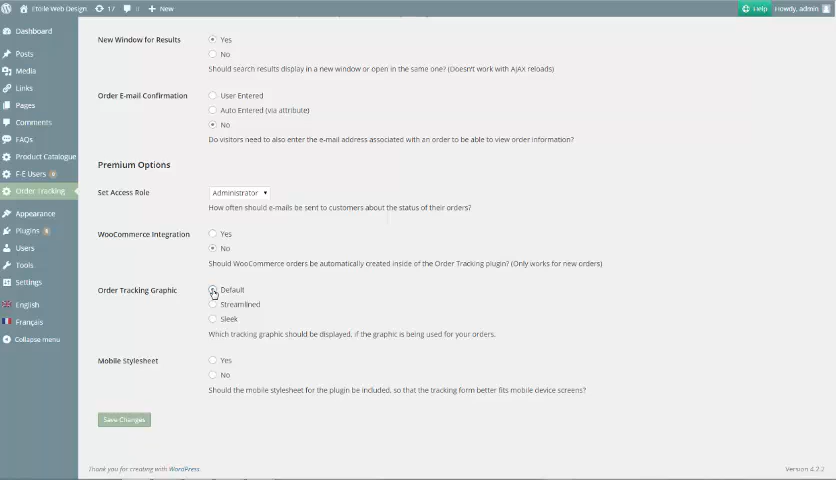 Etoile Web Design
17
0
New
Help
Howdy, admin
Dashboard
Posts
Media
Links
Pages
Comments
FAQs
Product Catalogue
F-E Users
Order Tracking
Appearance
Plugins
Users
Tools
Settings
English
Français
Collapse menu
New Window for Results
Yes
No
Should search results display in a new window or open in the same one? (Doesn't work with AJAX reloads)
Order E-mail Confirmation
User Entered
Auto Entered (via attribute)
No
Do visitors need to also enter the e-mail address associated with an order to be able to view order information?
Premium Options
Set Access Role
Administrator
How often should e-mails be sent to customers about the status of their orders?
WooCommerce Integration
Yes
No
Should WooCommerce orders be automatically created inside of the Order Tracking plugin? (Only works for new orders)
Order Tracking Graphic
Default
Streamlined
Sleek
Which tracking graphic should be displayed, if the graphic is being used for your orders.
Mobile Stylesheet
Yes
No
Should the mobile stylesheet for the plugin be included, so that the tracking form better fits mobile device screens?
Save Changes
Thank you for creating with WordPress.
Version 4.2.2